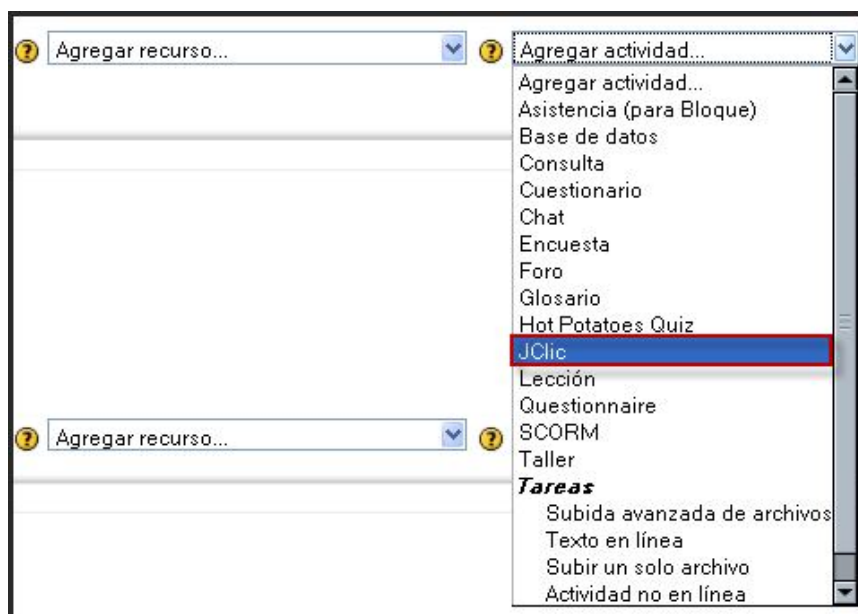 Agregar recurso... Agregar actividad...
Agregar actividad...
Asistencia (para Bloque)
Base de datos
Consulta
Cuestionario
Chat
Encuesta
Foro
Glosario
Hot Potatoes Quiz
JClic
Lección
Questionnaire
Agregar recurso... SCORM
Taller
Tareas
Subida avanzada de archivos
Texto en línea
Subir un solo archivo
Actividad no en línea